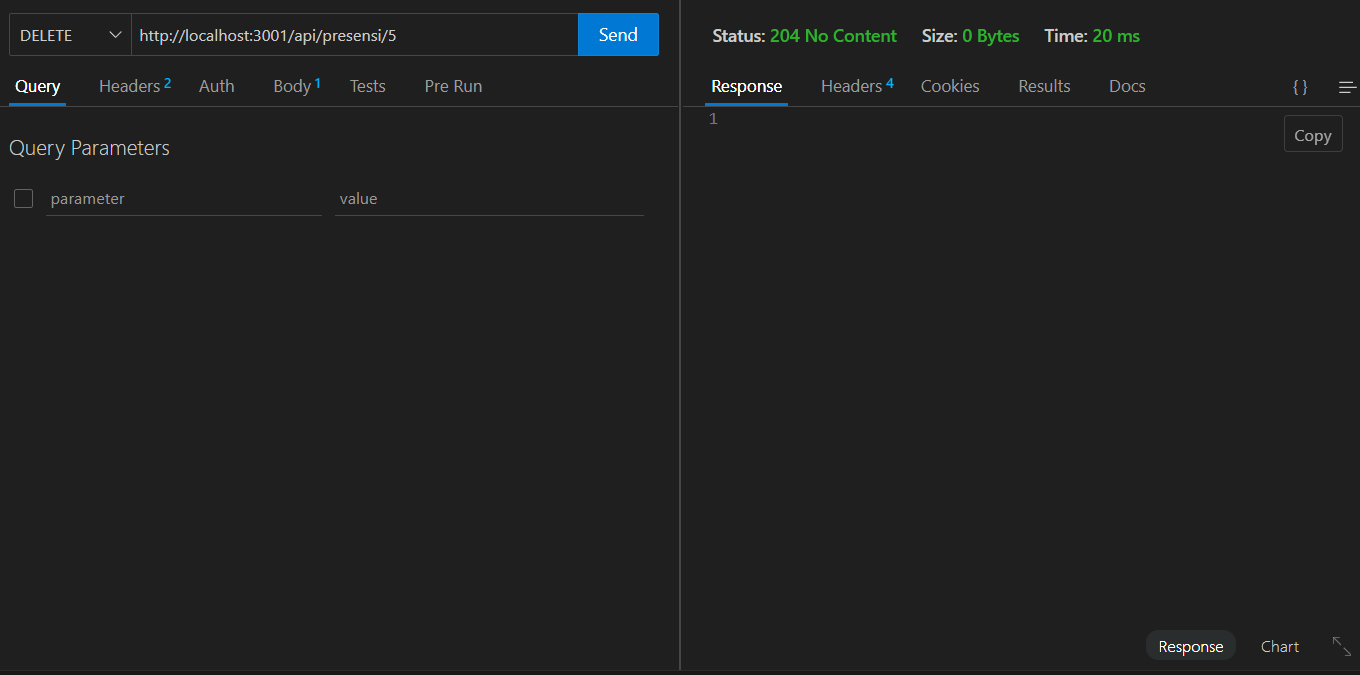 DELETE http://localhost:3001/api/presensi/5 Send
Query Headers 2 Auth Body 1 Tests Pre Run
Query Parameters
parameter value
Status: 204 No Content Size: 0 Bytes Time: 20 ms
Response Headers 4 Cookies Results Docs { }
1
Copy
Response Chart